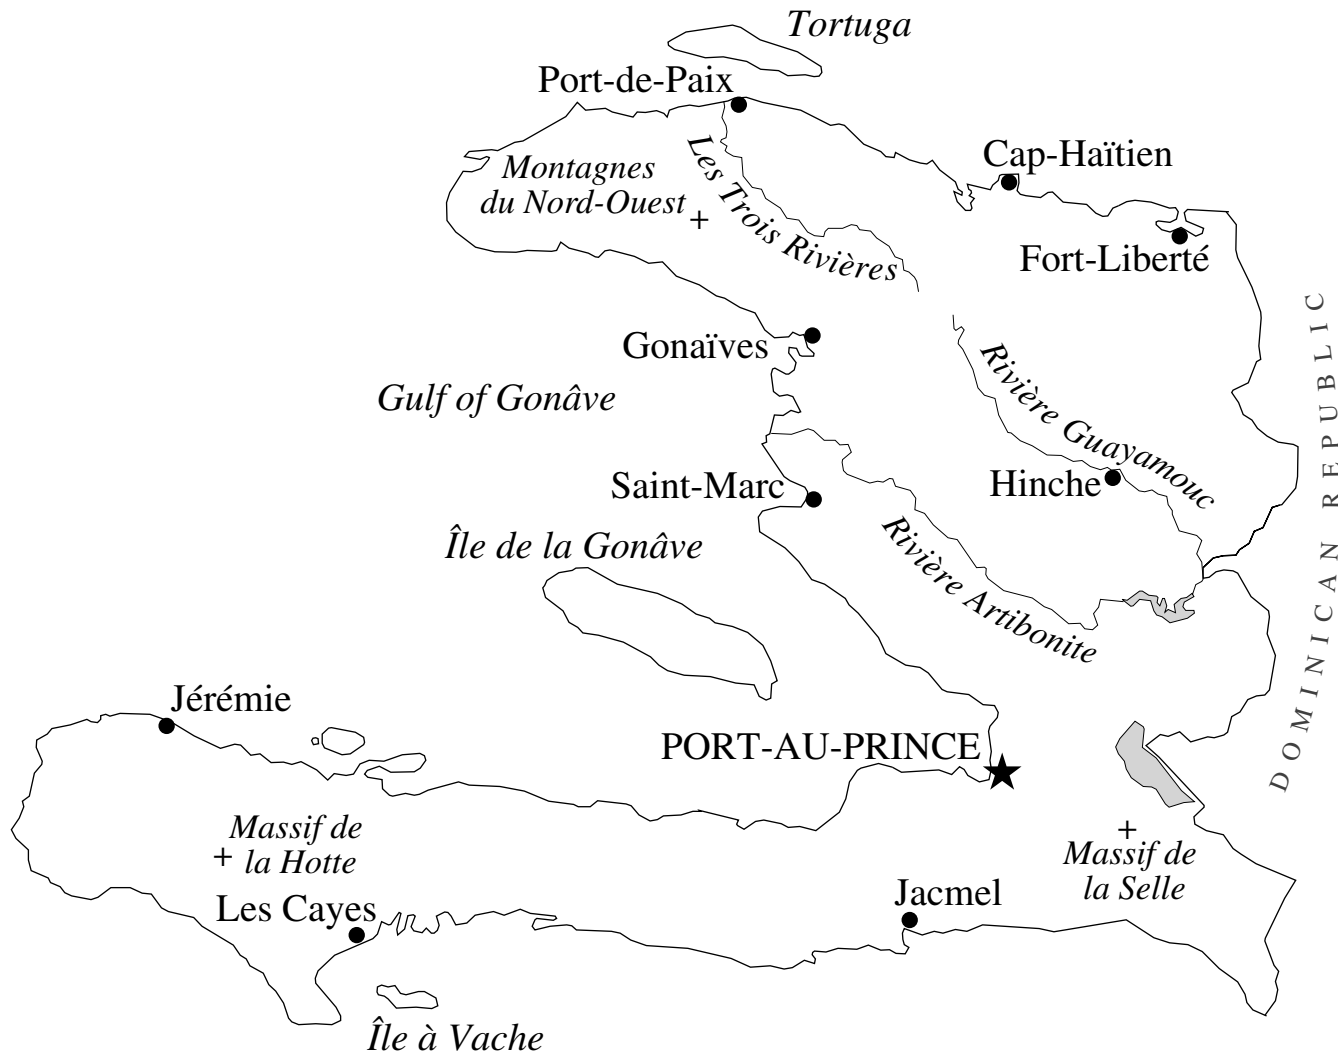 Tortuga
Port-de-Paix
Cap-Haïtien
Montagnes
du Nord-Ouest
Les Trois Rivières
Fort-Liberté
Gonaïves
Rivière Guayamouc
Gulf of Gonâve
Saint-Marc
Hinche
DOMINICAN REPUBLIC
Île de la Gonâve
Rivière Artibonite
Jérémie
PORT-AU-PRINCE
Massif de
la Hotte
Massif de
la Selle
Les Cayes
Jacmel
Île à Vache